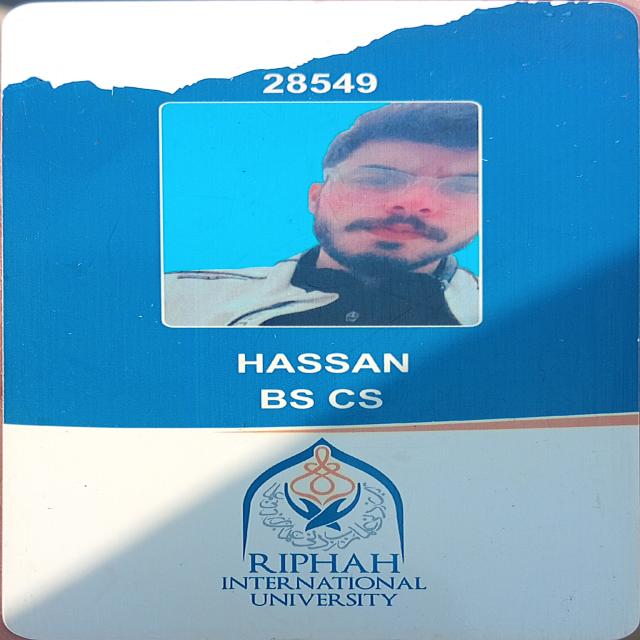 28549
HASSAN
BS CS
RIPHAH
INTERNATIONAL
UNIVERSITY